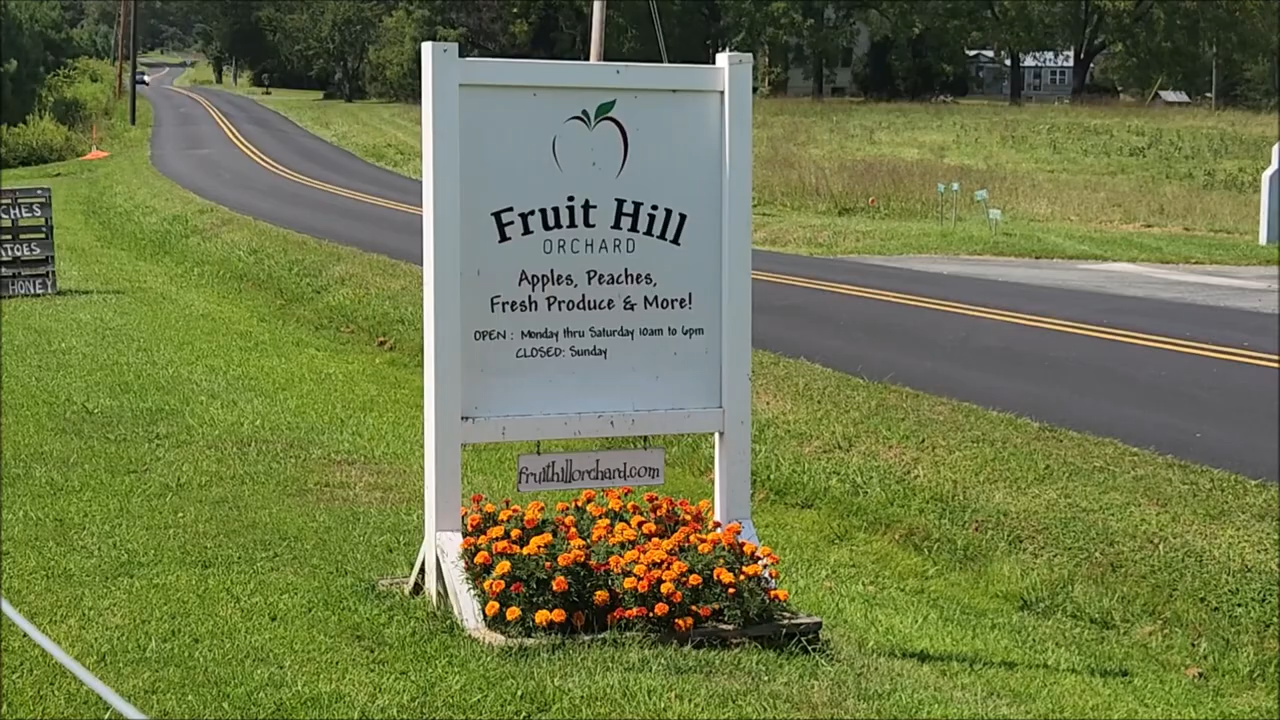 Fruit Hill
ORCHARD
Apples, Peaches,
Fresh Produce & More!
OPEN : Monday thru Saturday 10am to 6pm
CLOSED: Sunday
fruithillorchard.com
CHES
TOES
HONEY